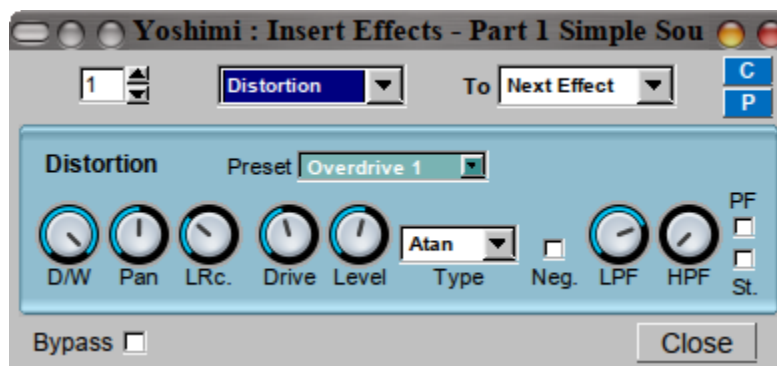 Yoshimi : Insert Effects - Part 1 Simple Sou
1 Distortion To Next Effect C
P
Distortion Preset Overdrive 1
PF
Atan
D/W Pan LRc. Drive Level Type Neg. LPF HPF St.
Bypass Close